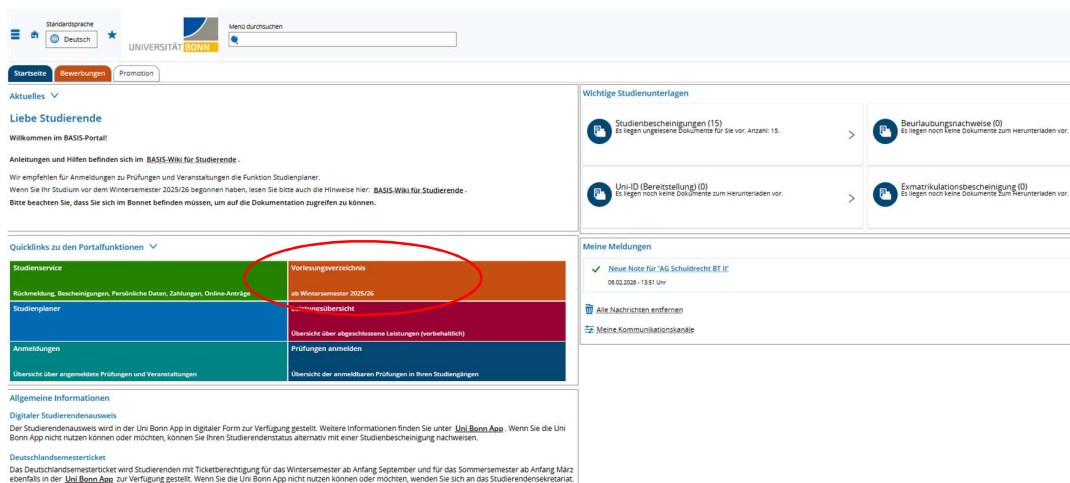 Standardsprache
Deutsch
UNIVERSITÄT BONN
Menü durchsuchen
Startseite
Bewerbungen
Promotion
Aktuelles
Liebe Studierende
Willkommen im BASIS-Portal!
Anleitungen und Hilfen befinden sich im BASIS-Wiki für Studierende .
Wir empfehlen für Anmeldungen zu Prüfungen und Veranstaltungen die Funktion Studienplaner.
Wenn Sie Ihr Studium vor dem Wintersemester 2025/26 begonnen haben, lesen Sie bitte auch die Hinweise hier: BASIS-Wiki für Studierende .
Bitte beachten Sie, dass Sie sich im Bonnet befinden müssen, um auf die Dokumentation zugreifen zu können.
Quicklinks zu den Portalfunktionen
Studienservice
Rückmeldung, Bescheinigungen, Persönliche Daten, Zahlungen, Online-Anträge
Vorlesungsverzeichnis
ab Wintersemester 2025/26
Studienplaner
Leistungsübersicht
Übersicht über abgeschlossene Leistungen (vorbehaltlich)
Anmeldungen
Übersicht über angemeldete Prüfungen und Veranstaltungen
Prüfungen anmelden
Übersicht der anmeldbaren Prüfungen in Ihren Studiengängen
Allgemeine Informationen
Digitaler Studierendenausweis
Der Studierendenausweis wird in der Uni Bonn App in digitaler Form zur Verfügung gestellt. Weitere Informationen finden Sie unter Uni Bonn App . Wenn Sie die Uni
Bonn App nicht nutzen können oder möchten, können Sie Ihren Studierendenstatus alternativ mit einer Studienbescheinigung nachweisen.
Deutschlandsemesterticket
Das Deutschlandsemesterticket wird Studierenden mit Ticketberechtigung für das Wintersemester ab Anfang September und für das Sommersemester ab Anfang März
ebenfalls in der Uni Bonn App zur Verfügung gestellt. Wenn Sie die Uni Bonn App nicht nutzen können oder möchten, wenden Sie sich an das Studierendensekretariat.
Wichtige Studienunterlagen
Studienbescheinigungen (15)
Es liegen ungelesene Dokumente für Sie vor, Anzahl: 15.
Beurlaubungsnachweise (0)
Es liegen noch keine Dokumente zum Herunterladen vor.
Uni-ID (Bereitstellung) (0)
Es liegen noch keine Dokumente zum Herunterladen vor.
Exmatrikulationsbescheinigung (0)
Es liegen noch keine Dokumente zum Herunterladen vor.
Meine Meldungen
Neue Note für 'AG Schuldrecht BT II'
06.02.2026 - 13:51 Uhr
Alle Nachrichten entfernen
Meine Kommunikationskanäle